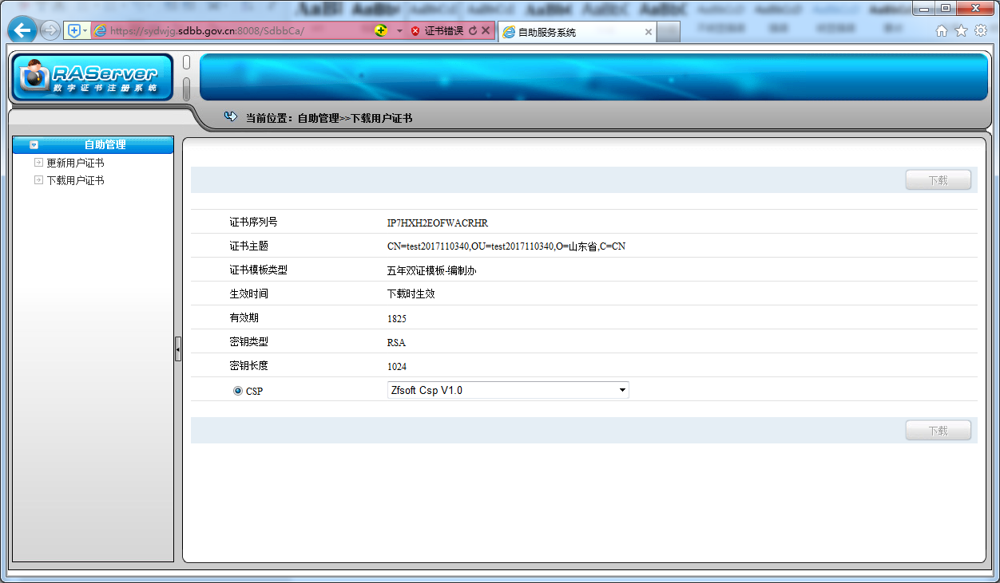 https://sydwjg.sdbb.gov.cn:8008/SdbbCa/
证书错误
自助服务系统
RAServer
数字证书注册系统
当前位置：自助管理>>下载用户证书
自助管理
更新用户证书
下载用户证书
下载
证书序列号 IP7HXH2EOFWACRHR
证书主题 CN=test2017110340,OU=test2017110340,O=山东省,C=CN
证书模板类型 五年双证模板-编制办
生效时间 下载时生效
有效期 1825
密钥类型 RSA
密钥长度 1024
CSP Zfsoft Csp V1.0
下载